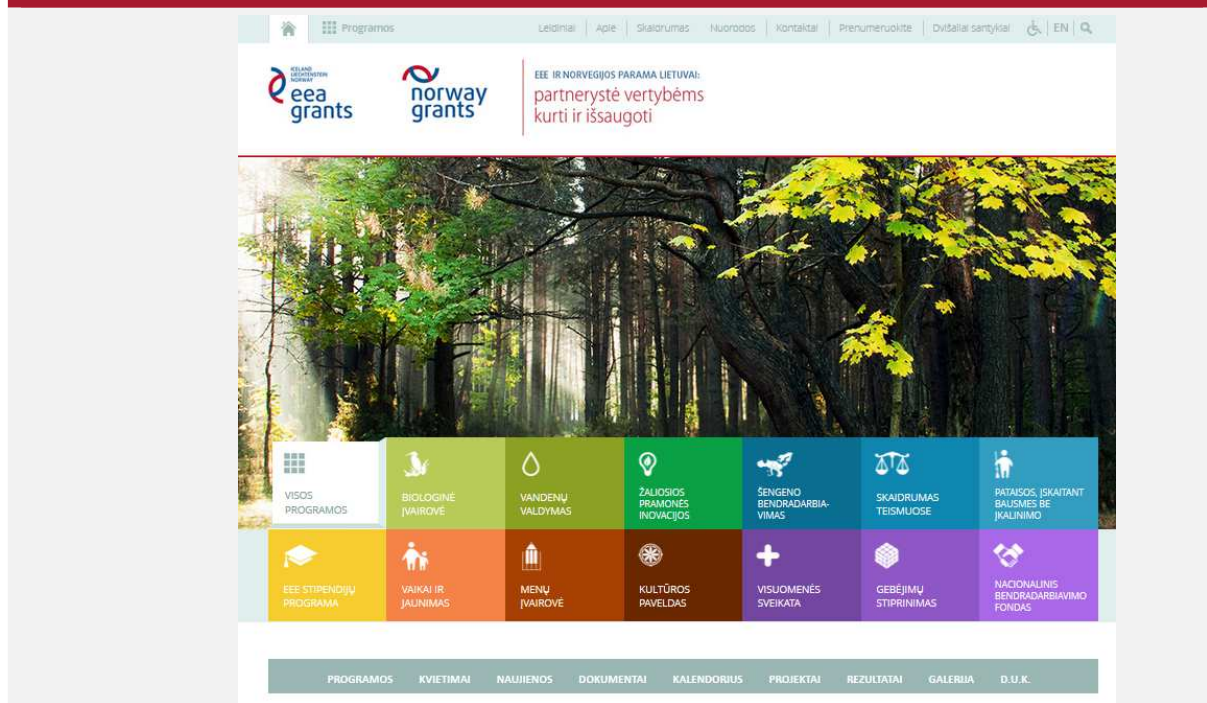 Programos
Leidiniai Apie Skaidrumas Nuorodos Kontaktai Prenumeruokite Dvišaliai santykiai EN
ICELAND
LIECHTENSTEIN
NORWAY
eea
grants
norway
grants
EEE IR NORVEGIJOS PARAMA LIETUVAI:
partnerystė vertybėms
kurti ir išsaugoti
VISOS
PROGRAMOS
BIOLOGINĖ
ĮVAIROVĖ
VANDENŲ
VALDYMAS
ŽALIOSIOS
PRAMONĖS
INOVACIJOS
ŠENGENO
BENDRADARBIA-
VIMAS
SKAIDRUMAS
TEISMUOSE
PATAISOS, ĮSKAITANT
BAUSMES BE
ĮKALINIMO
EEE STIPENDIJŲ
PROGRAMA
VAIKAI IR
JAUNIMAS
MENŲ
ĮVAIROVĖ
KULTŪROS
PAVELDAS
VISUOMENĖS
SVEIKATA
GEBĖJIMŲ
STIPRINIMAS
NACIONALINIS
BENDRADARBIAVIMO
FONDAS
PROGRAMOS KVIETIMAI NAUJIENOS DOKUMENTAI KALENDORIUS PROJEKTAI REZULTATAI GALERIJA D.U.K.